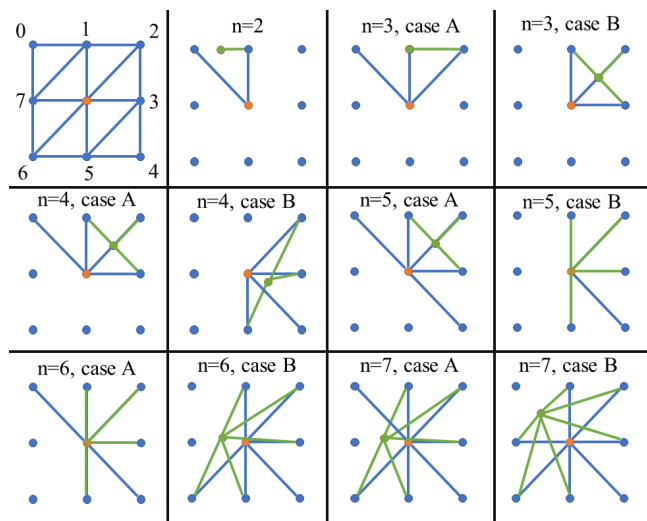 0 1 2
7 3
6 5 4
n=2
n=3, case A
n=3, case B
n=4, case A
n=4, case B
n=5, case A
n=5, case B
n=6, case A
n=6, case B
n=7, case A
n=7, case B